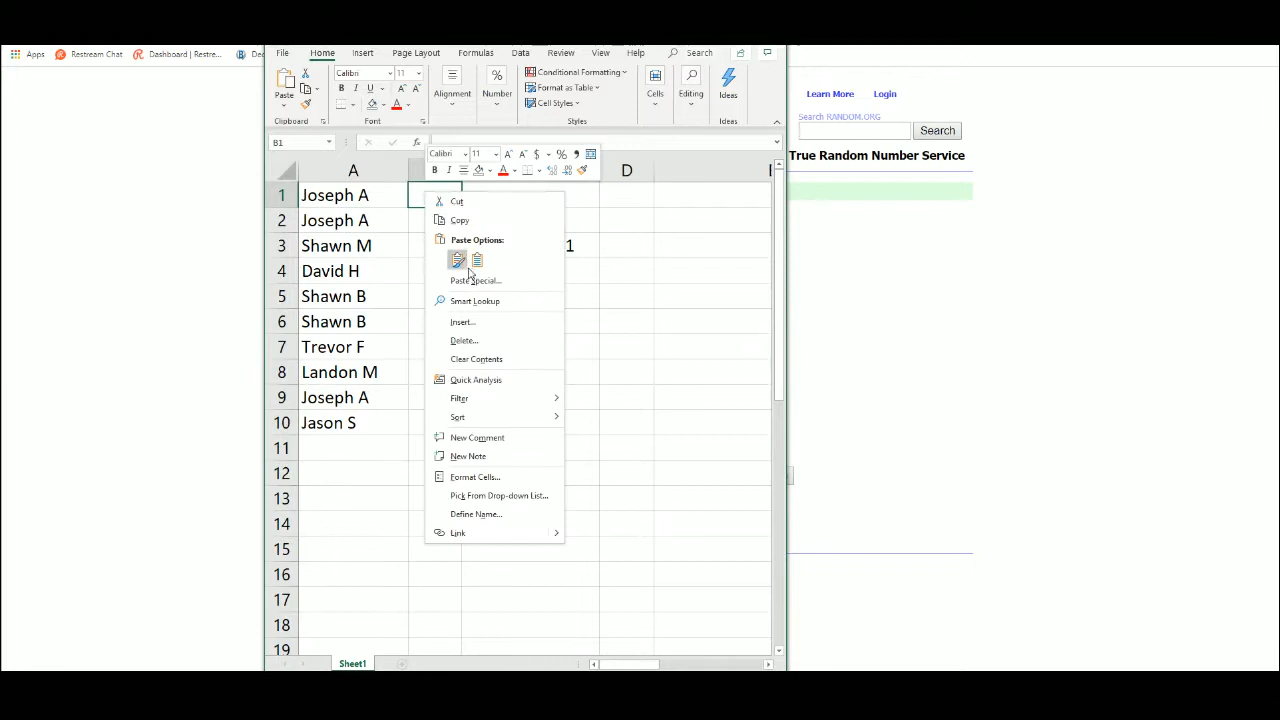 Apps Restream Chat Dashboard | Restre...
File Home Insert Page Layout Formulas Data Review View Help Search
Learn More Login
Search RANDOM.ORG
Search
True Random Number Service
Paste
Calibri 11
B I U A A
Alignment
%
Number
Conditional Formatting
Format as Table
Cell Styles
Cells
Editing
Ideas
Clipboard Font Styles Ideas
B1 fx
Calibri 11 A A $ % ,
B I A
A D
1 Joseph A
2 Joseph A
3 Shawn M 1
4 David H
5 Shawn B
6 Shawn B
7 Trevor F
8 Landon M
9 Joseph A
10 Jason S
11
12
13
14
15
16
17
18
19
Cut
Copy
Paste Options:
Paste Special...
Smart Lookup
Insert...
Delete...
Clear Contents
Quick Analysis
Filter
Sort
New Comment
New Note
Format Cells...
Pick From Drop-down List...
Define Name...
Link
Sheet1